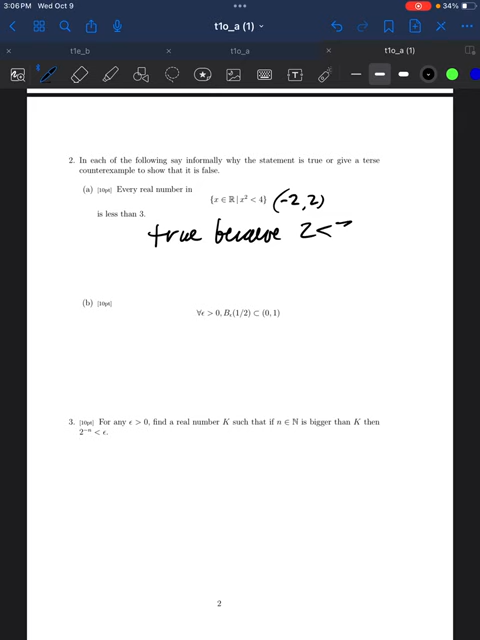 3:06 PM Wed Oct 9
34%
t1o_a (1)
t1e_b
t1o_a
t1o_a (1)
2. In each of the following say informally why the statement is true or give a terse
counterexample to show that it is false.
(a) [10pt] Every real number in
{x ∈ ℝ | x² < 4} (-2, 2)
is less than 3.
true because 2 <
(b) [10pt]
∀ϵ > 0, Bϵ(1/2) ⊂ (0, 1)
3. [10pt] For any ϵ > 0, find a real number K such that if n ∈ ℕ is bigger than K then
2⁻ⁿ < ϵ.
2